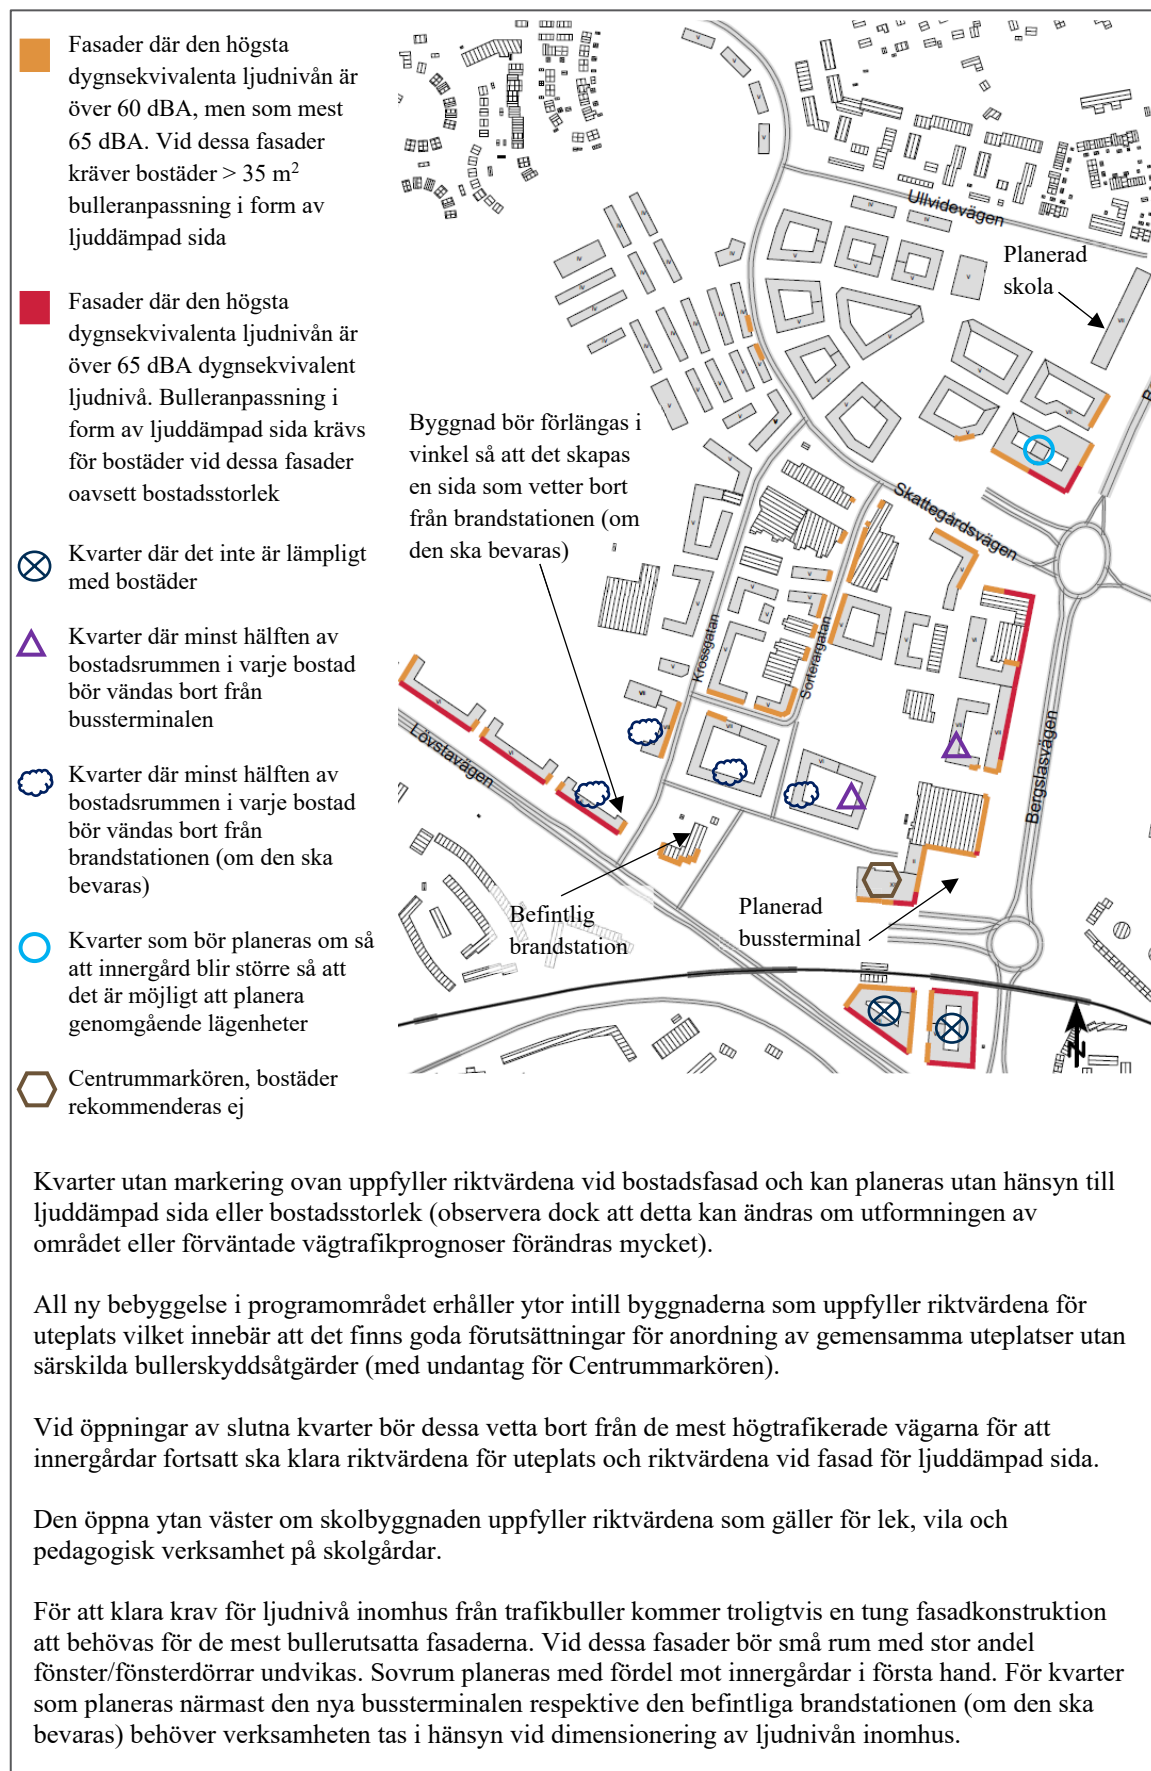 Fasader där den högsta
dygnsekvivalenta ljudnivån är
över 60 dBA, men som mest
65 dBA. Vid dessa fasader
kräver bostäder > 35 m²
bulleranpassning i form av
ljuddämpad sida
Fasader där den högsta
dygnsekvivalenta ljudnivån är
över 65 dBA dygnsekvivalent
ljudnivå. Bulleranpassning i
form av ljuddämpad sida krävs
för bostäder vid dessa fasader
oavsett bostadsstorlek
Kvarter där det inte är lämpligt
med bostäder
Kvarter där minst hälften av
bostadsrummen i varje bostad
bör vändas bort från
bussterminalen
Kvarter där minst hälften av
bostadsrummen i varje bostad
bör vändas bort från
brandstationen (om den ska
bevaras)
Kvarter som bör planeras om så
att innergård blir större så att
det är möjligt att planera
genomgående lägenheter
Centrummarkören, bostäder
rekommenderas ej
Ullvidevägen
Planerad
skola
Byggnad bör förlängas i
vinkel så att det skapas
en sida som vetter bort
från brandstationen (om
den ska bevaras)
Skattegårdsvägen
Krossgatan
Sorterargatan
Lövstavägen
Bergslagsvägen
Befintlig
brandstation
Planerad
bussterminal
N
Kvarter utan markering ovan uppfyller riktvärdena vid bostadsfasad och kan planeras utan hänsyn till
ljuddämpad sida eller bostadsstorlek (observera dock att detta kan ändras om utformningen av
området eller förväntade vägtrafikprognoser förändras mycket).
All ny bebyggelse i programområdet erhåller ytor intill byggnaderna som uppfyller riktvärdena för
uteplats vilket innebär att det finns goda förutsättningar för anordning av gemensamma uteplatser utan
särskilda bullerskyddsåtgärder (med undantag för Centrummarkören).
Vid öppningar av slutna kvarter bör dessa vetta bort från de mest högtrafikerade vägarna för att
innergårdar fortsatt ska klara riktvärdena för uteplats och riktvärdena vid fasad för ljuddämpad sida.
Den öppna ytan väster om skolbyggnaden uppfyller riktvärdena som gäller för lek, vila och
pedagogisk verksamhet på skolgårdar.
För att klara krav för ljudnivå inomhus från trafikbuller kommer troligtvis en tung fasadkonstruktion
att behövas för de mest bullerutsatta fasaderna. Vid dessa fasader bör små rum med stor andel
fönster/fönsterdörrar undvikas. Sovrum planeras med fördel mot innergårdar i första hand. För kvarter
som planeras närmast den nya bussterminalen respektive den befintliga brandstationen (om den ska
bevaras) behöver verksamheten tas i hänsyn vid dimensionering av ljudnivån inomhus.